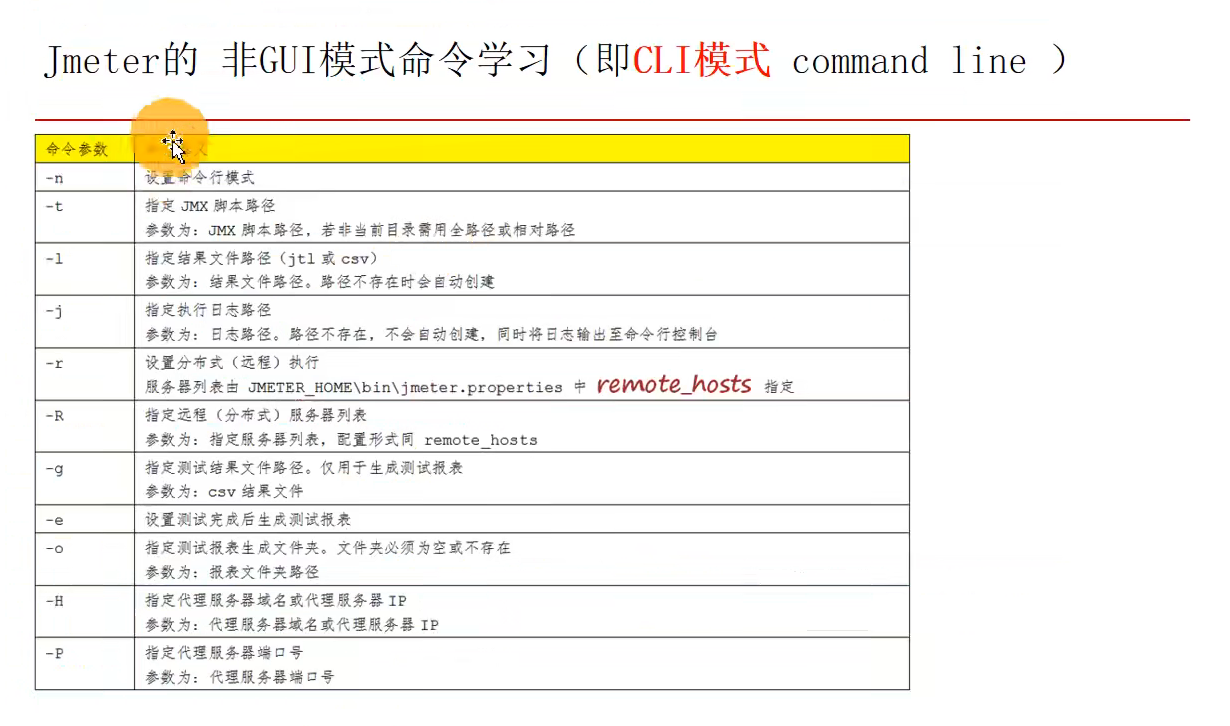 Jmeter的 非GUI模式命令学习（即CLI模式 command line ）
命令参数
-n 设置命令行模式
-t 指定 JMX 脚本路径
参数为：JMX 脚本路径，若非当前目录需用全路径或相对路径
-l 指定结果文件路径（jtl 或 csv）
参数为：结果文件路径。路径不存在时会自动创建
-j 指定执行日志路径
参数为：日志路径。路径不存在，不会自动创建，同时将日志输出至命令行控制台
-r 设置分布式（远程）执行
服务器列表由 JMETER_HOME\bin\jmeter.properties 中 remote_hosts 指定
-R 指定远程（分布式）服务器列表
参数为：指定服务器列表，配置形式同 remote_hosts
-g 指定测试结果文件路径。仅用于生成测试报表
参数为：csv 结果文件
-e 设置测试完成后生成测试报表
-o 指定测试报表生成文件夹。文件夹必须为空或不存在
参数为：报表文件夹路径
-H 指定代理服务器域名或代理服务器 IP
参数为：代理服务器域名或代理服务器 IP
-P 指定代理服务器端口号
参数为：代理服务器端口号